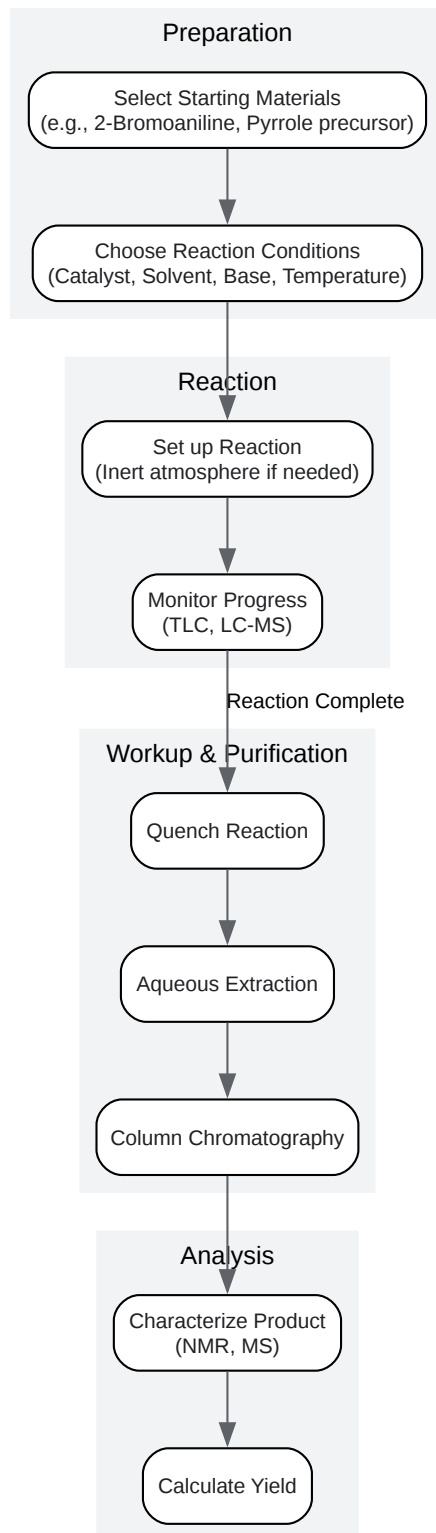 Preparation
Select Starting Materials
(e.g., 2-Bromoaniline, Pyrrole precursor)
Choose Reaction Conditions
(Catalyst, Solvent, Base, Temperature)
Reaction
Set up Reaction
(Inert atmosphere if needed)
Monitor Progress
(TLC, LC-MS)
Reaction Complete
Workup & Purification
Quench Reaction
Aqueous Extraction
Column Chromatography
Analysis
Characterize Product
(NMR, MS)
Calculate Yield